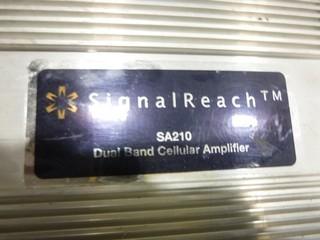 SignalReach™
SA210
Dual Band Cellular Amplifier